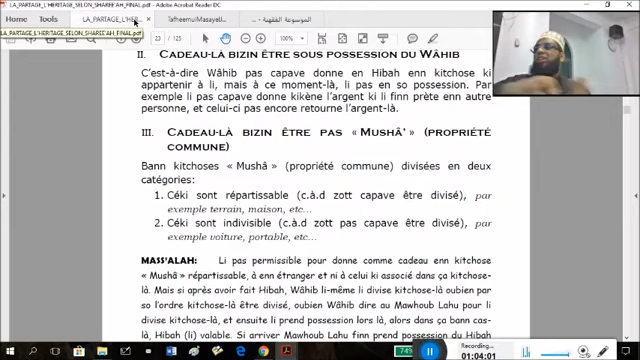 LA_PARTAGE_L'HERITAGE_SELON_SHAREE'AH_FINAL.pdf - Adobe Acrobat Reader DC
Home Tools LA_PARTAGE_L'HER... × TafheemulMasayel... الموسوعة الفقهية - ...
LA_PARTAGE_L'HERITAGE_SELON_SHAREE'AH_FINAL.pdf
23 / 125 100%
II. CADEAU-LÀ BIZIN ÊTRE SOUS POSSESSION DU WÂHIB
C'est-à-dire Wâhib pas capave donne en Hibah enn kitchose ki
appartenir à li, mais à ce moment-là, li pas en so possession. Par
exemple li pas capave donne kikène l'argent ki li finn prète enn autre
personne, et celui-ci pas encore retourne l'argent-là.
III. CADEAU-LÀ BIZIN ÊTRE PAS « MUSHÂ' » (PROPRIÉTÉ
COMMUNE)
Bann kitchoses « Mushâ » (propriété commune) divisées en deux
catégories:
1. Céki sont répartissable (c.à.d zott capave être divisé), par
exemple terrain, maison, etc...
2. Céki sont indivisible (c.à.d zott pas capave être divisé), par
exemple voiture, portable, etc...
MASS'ALAH: Li pas permissible pour donne comme cadeau enn kitchose
« Mushâ » répartissable, à enn étranger et ni à celui ki associé dans ça kitchose-
là. Mais si après avoir fait Hibah, Wâhib li-même li divise kitchose-là oubien par
so l'ordre kitchose-là être divisé, oubien Wâhib dire au Mawhoub Lahu pour li
divise kitchose-là, et ensuite li prend possession lors là, alors dans ça bann cas-
là, Hibah (li) valable. Si arriver Mawhoub Lahu finn prend possession du Hibah
74%
1:04:01